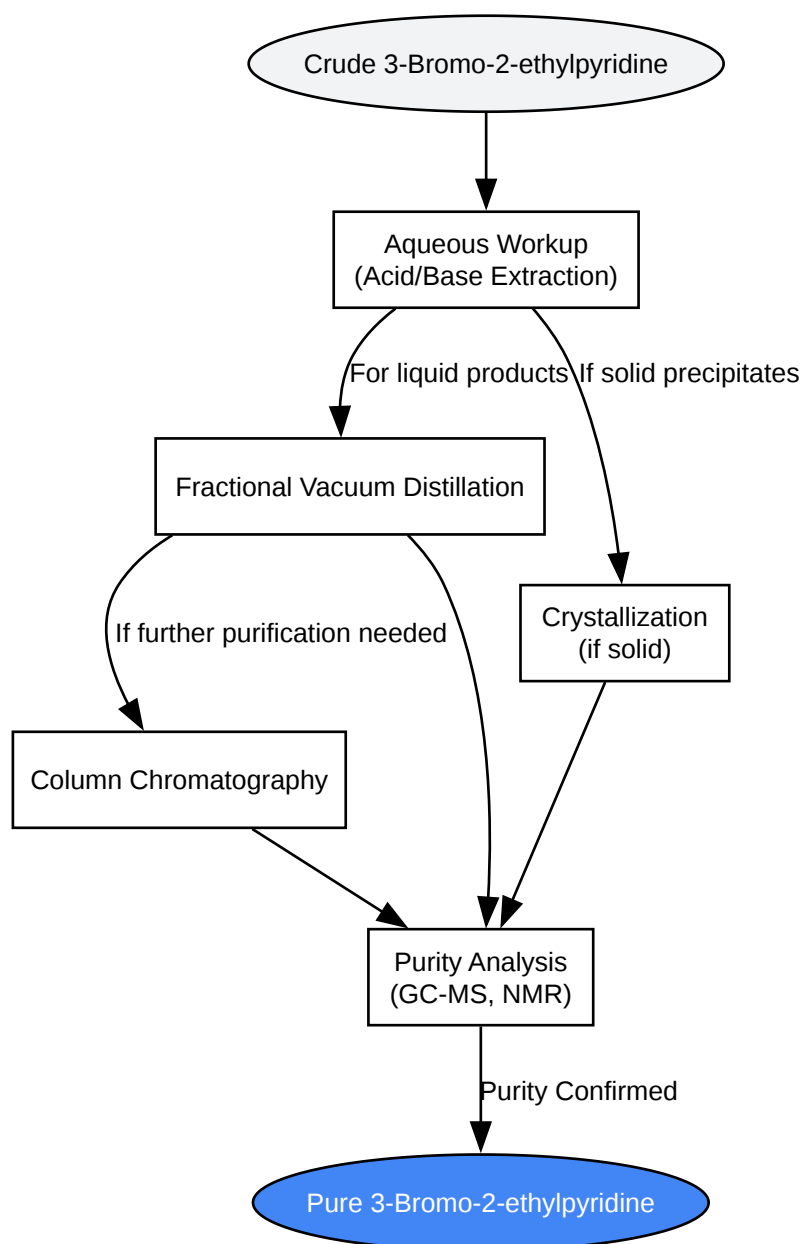 Crude 3-Bromo-2-ethylpyridine
Aqueous Workup
(Acid/Base Extraction)
For liquid products
If solid precipitates
Fractional Vacuum Distillation
Crystallization
(if solid)
If further purification needed
Column Chromatography
Purity Analysis
(GC-MS, NMR)
Purity Confirmed
Pure 3-Bromo-2-ethylpyridine